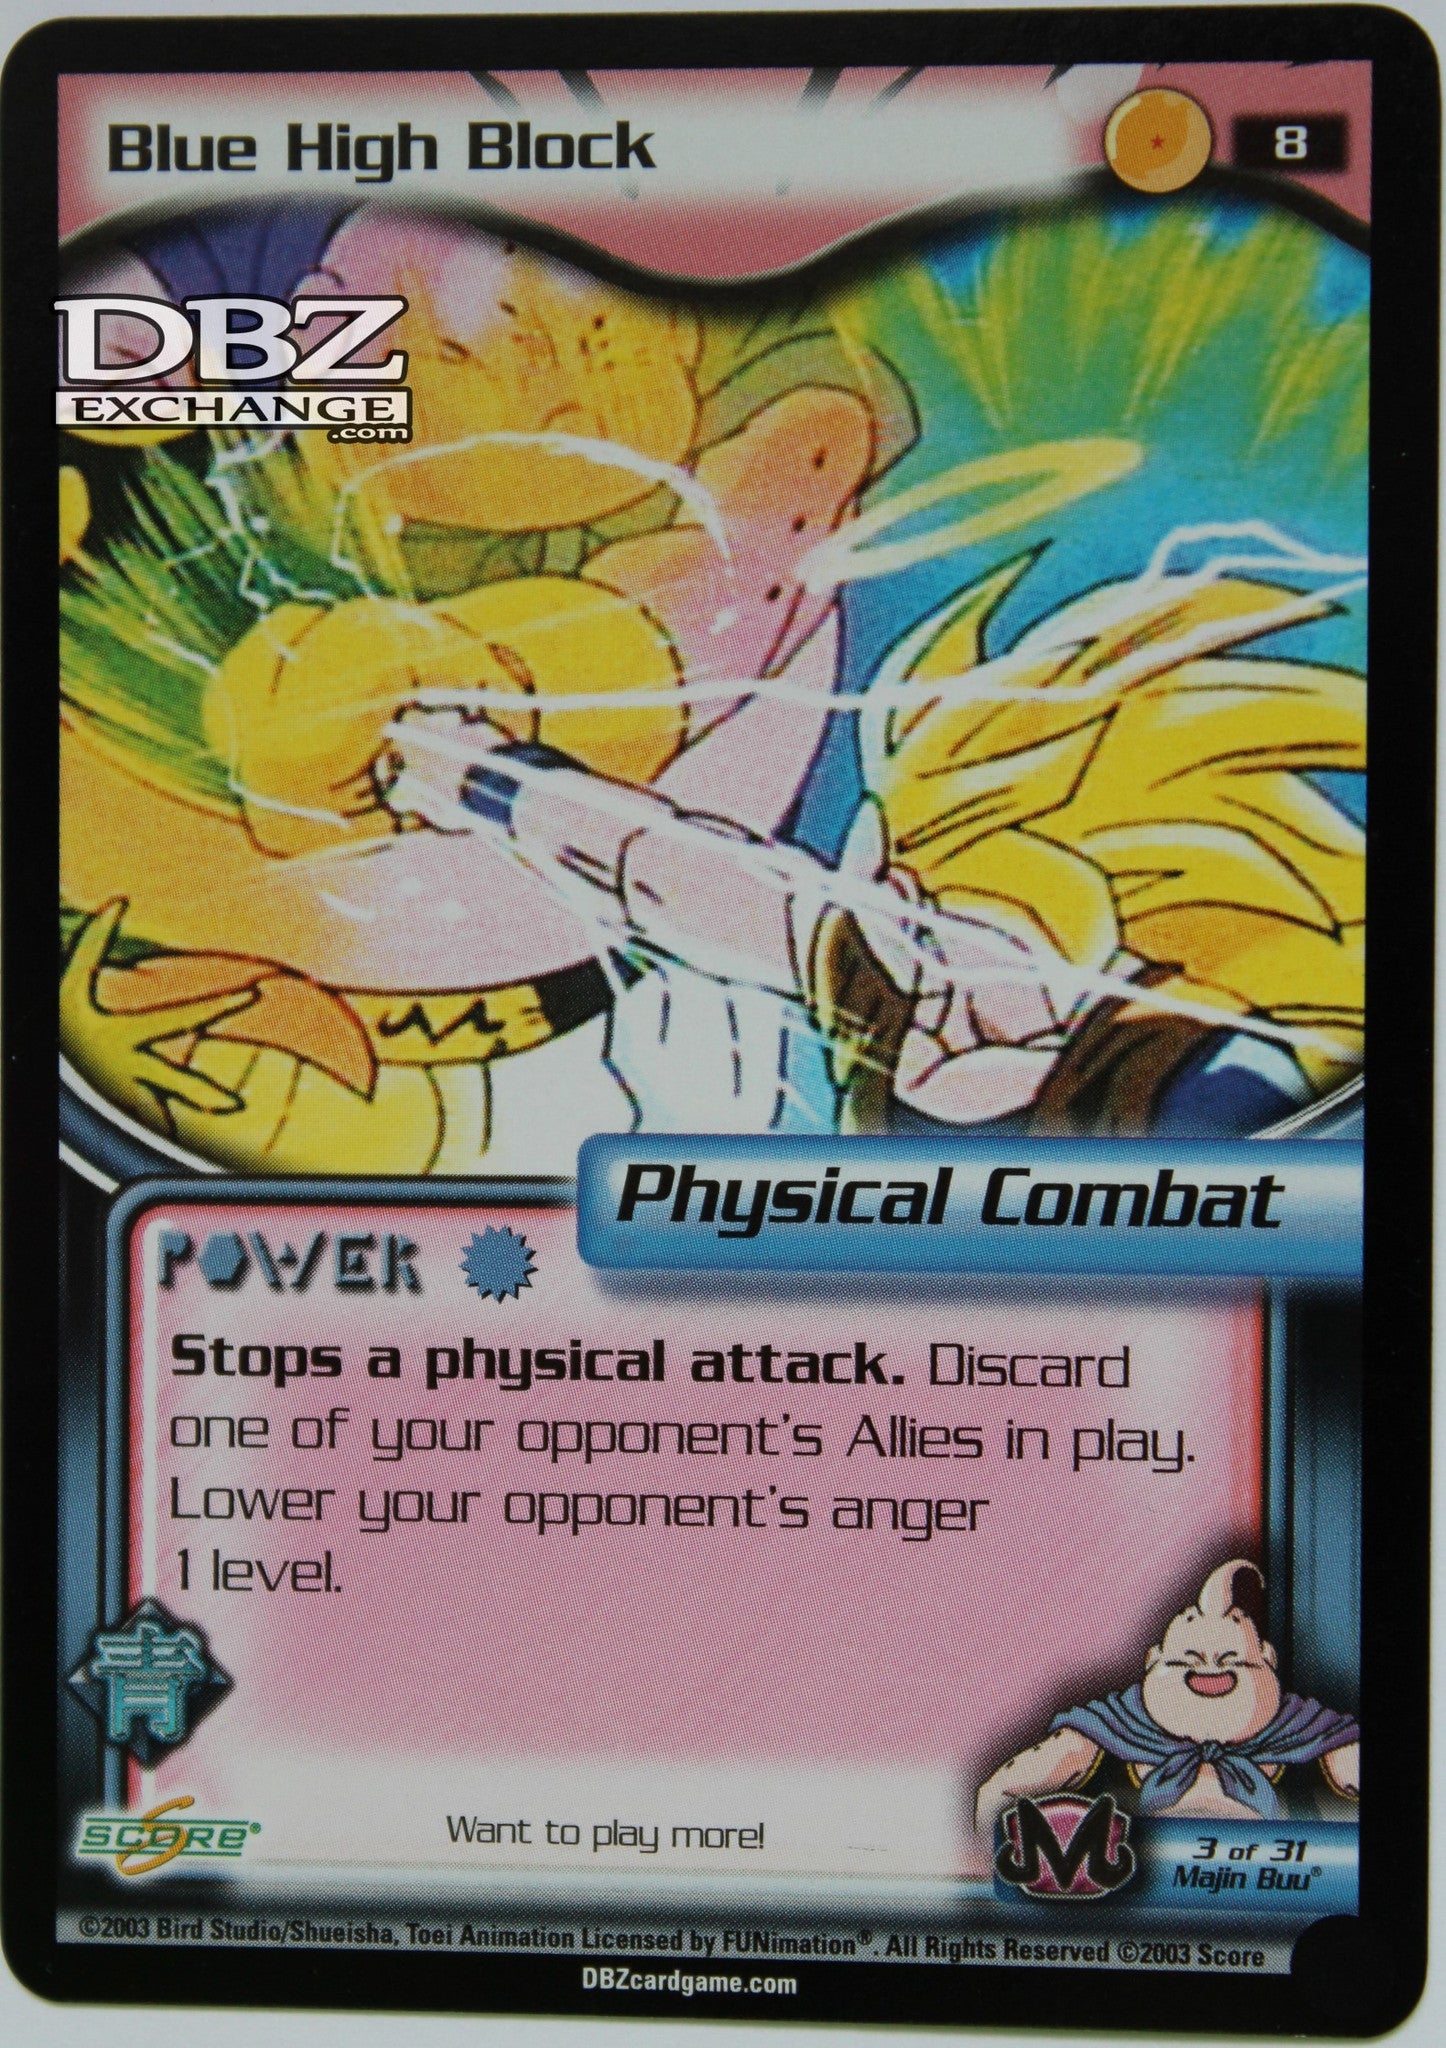 Blue High Block
8
DBZ
EXCHANGE
.com
Physical Combat
POWER
Stops a physical attack. Discard
one of your opponent's Allies in play.
Lower your opponent's anger
1 level.
青
SCORE®
Want to play more!
M
3 of 31
Majin Buu®
©2003 Bird Studio/Shueisha, Toei Animation Licensed by FUNimation®. All Rights Reserved ©2003 Score
DBZcardgame.com